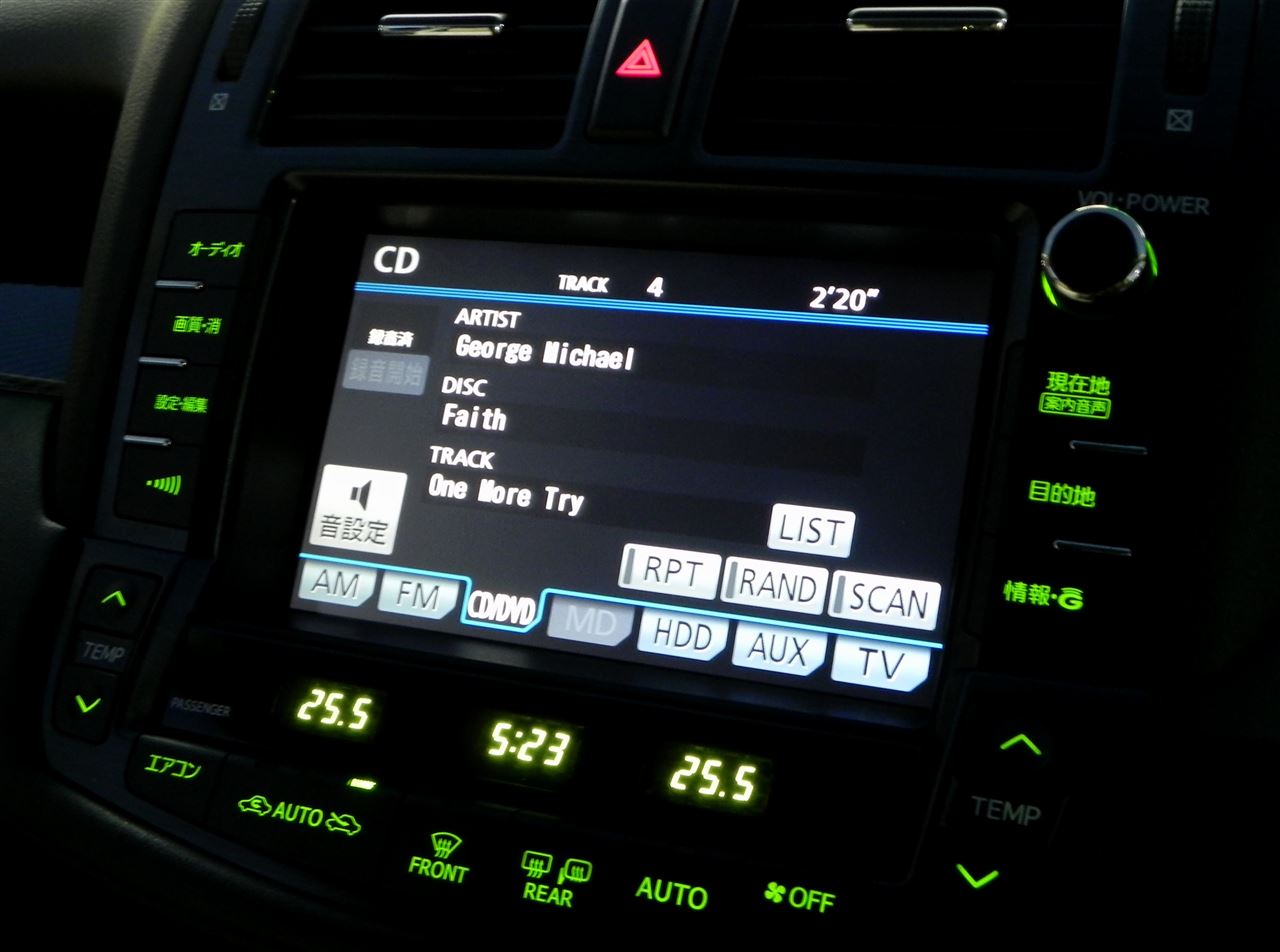 VOL・POWER
CD
TRACK 4 2'20"
オーディオ
画質・消
設定・編集
録音済
録音開始
ARTIST
George Michael
DISC
Faith
TRACK
One More Try
音設定
LIST
RPT RAND SCAN
AM FM CD/DVD MD HDD AUX TV
現在地
案内音声
目的地
情報・G
TEMP
PASSENGER
25.5 5:23 25.5
TEMP
エアコン
AUTO
FRONT
REAR
AUTO
OFF